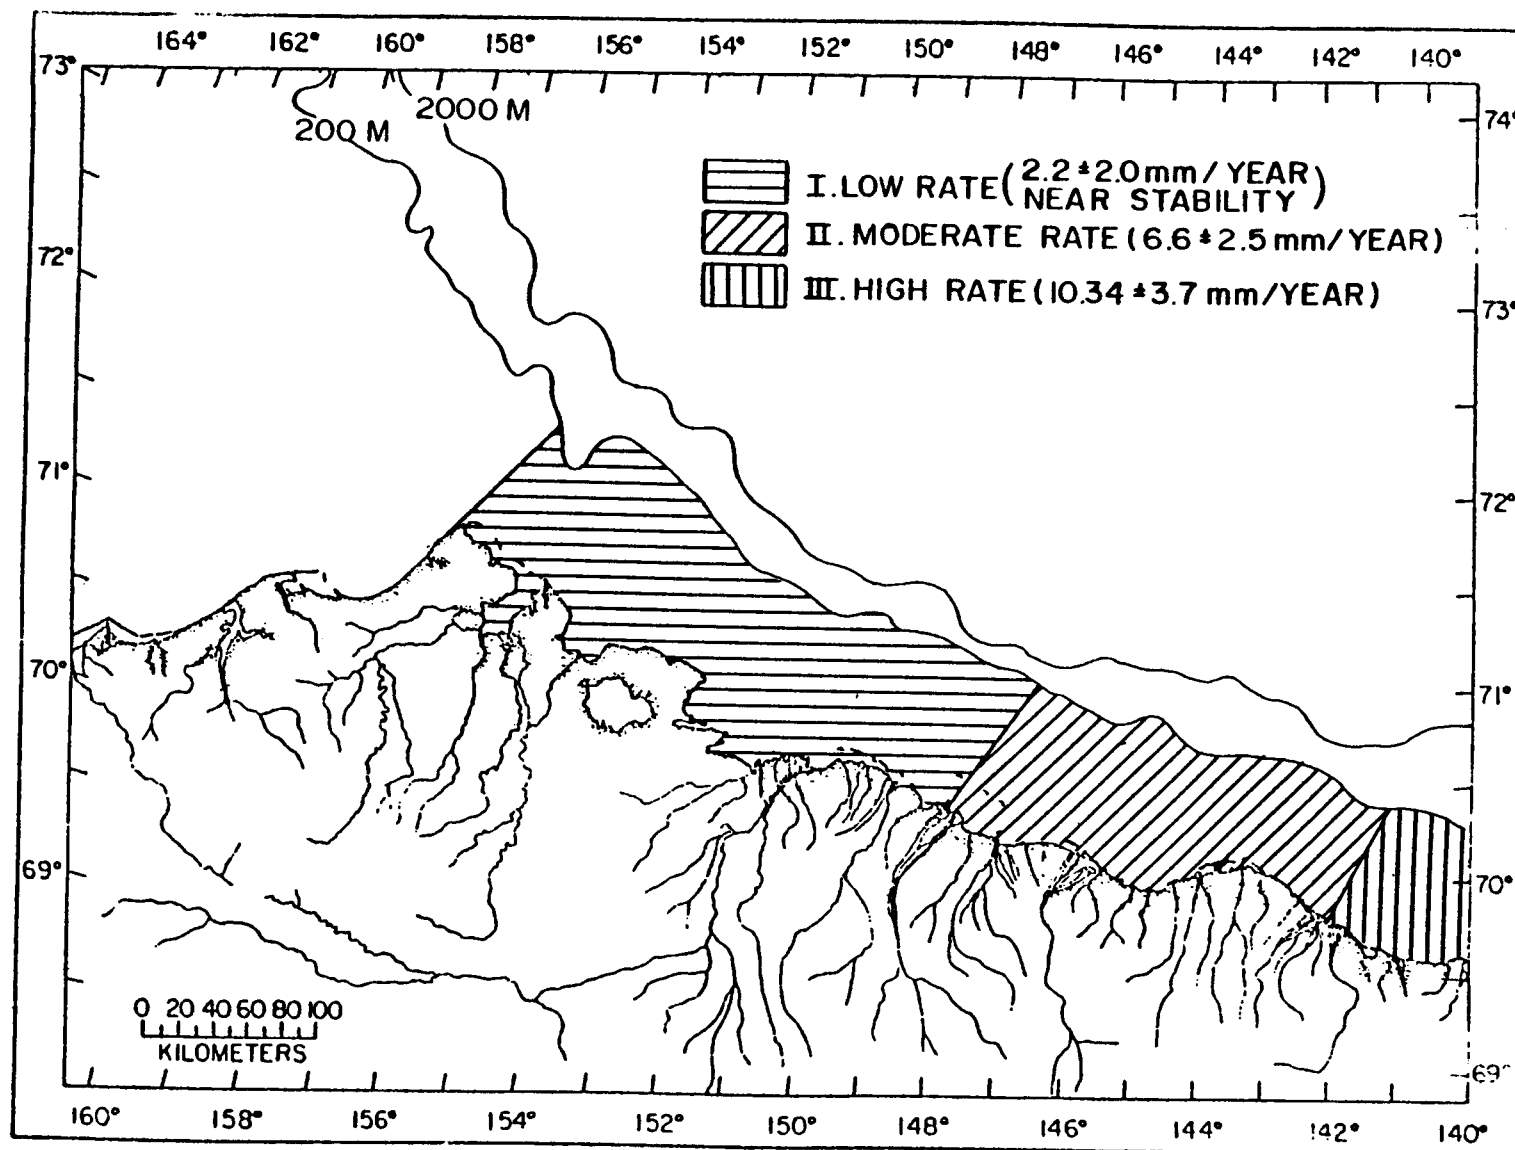 164° 162° 160° 158° 156° 154° 152° 150° 148° 146° 144° 142° 140°
73°
2000 M
200 M
74°
I. LOW RATE (2.2 ± 2.0 mm/YEAR
NEAR STABILITY)
II. MODERATE RATE (6.6 ± 2.5 mm/YEAR)
72°
III. HIGH RATE (10.34 ± 3.7 mm/YEAR)
73°
71°
72°
70°
71°
69°
70°
0 20 40 60 80 100
KILOMETERS
69°
160° 158° 156° 154° 152° 150° 148° 146° 144° 142° 140°